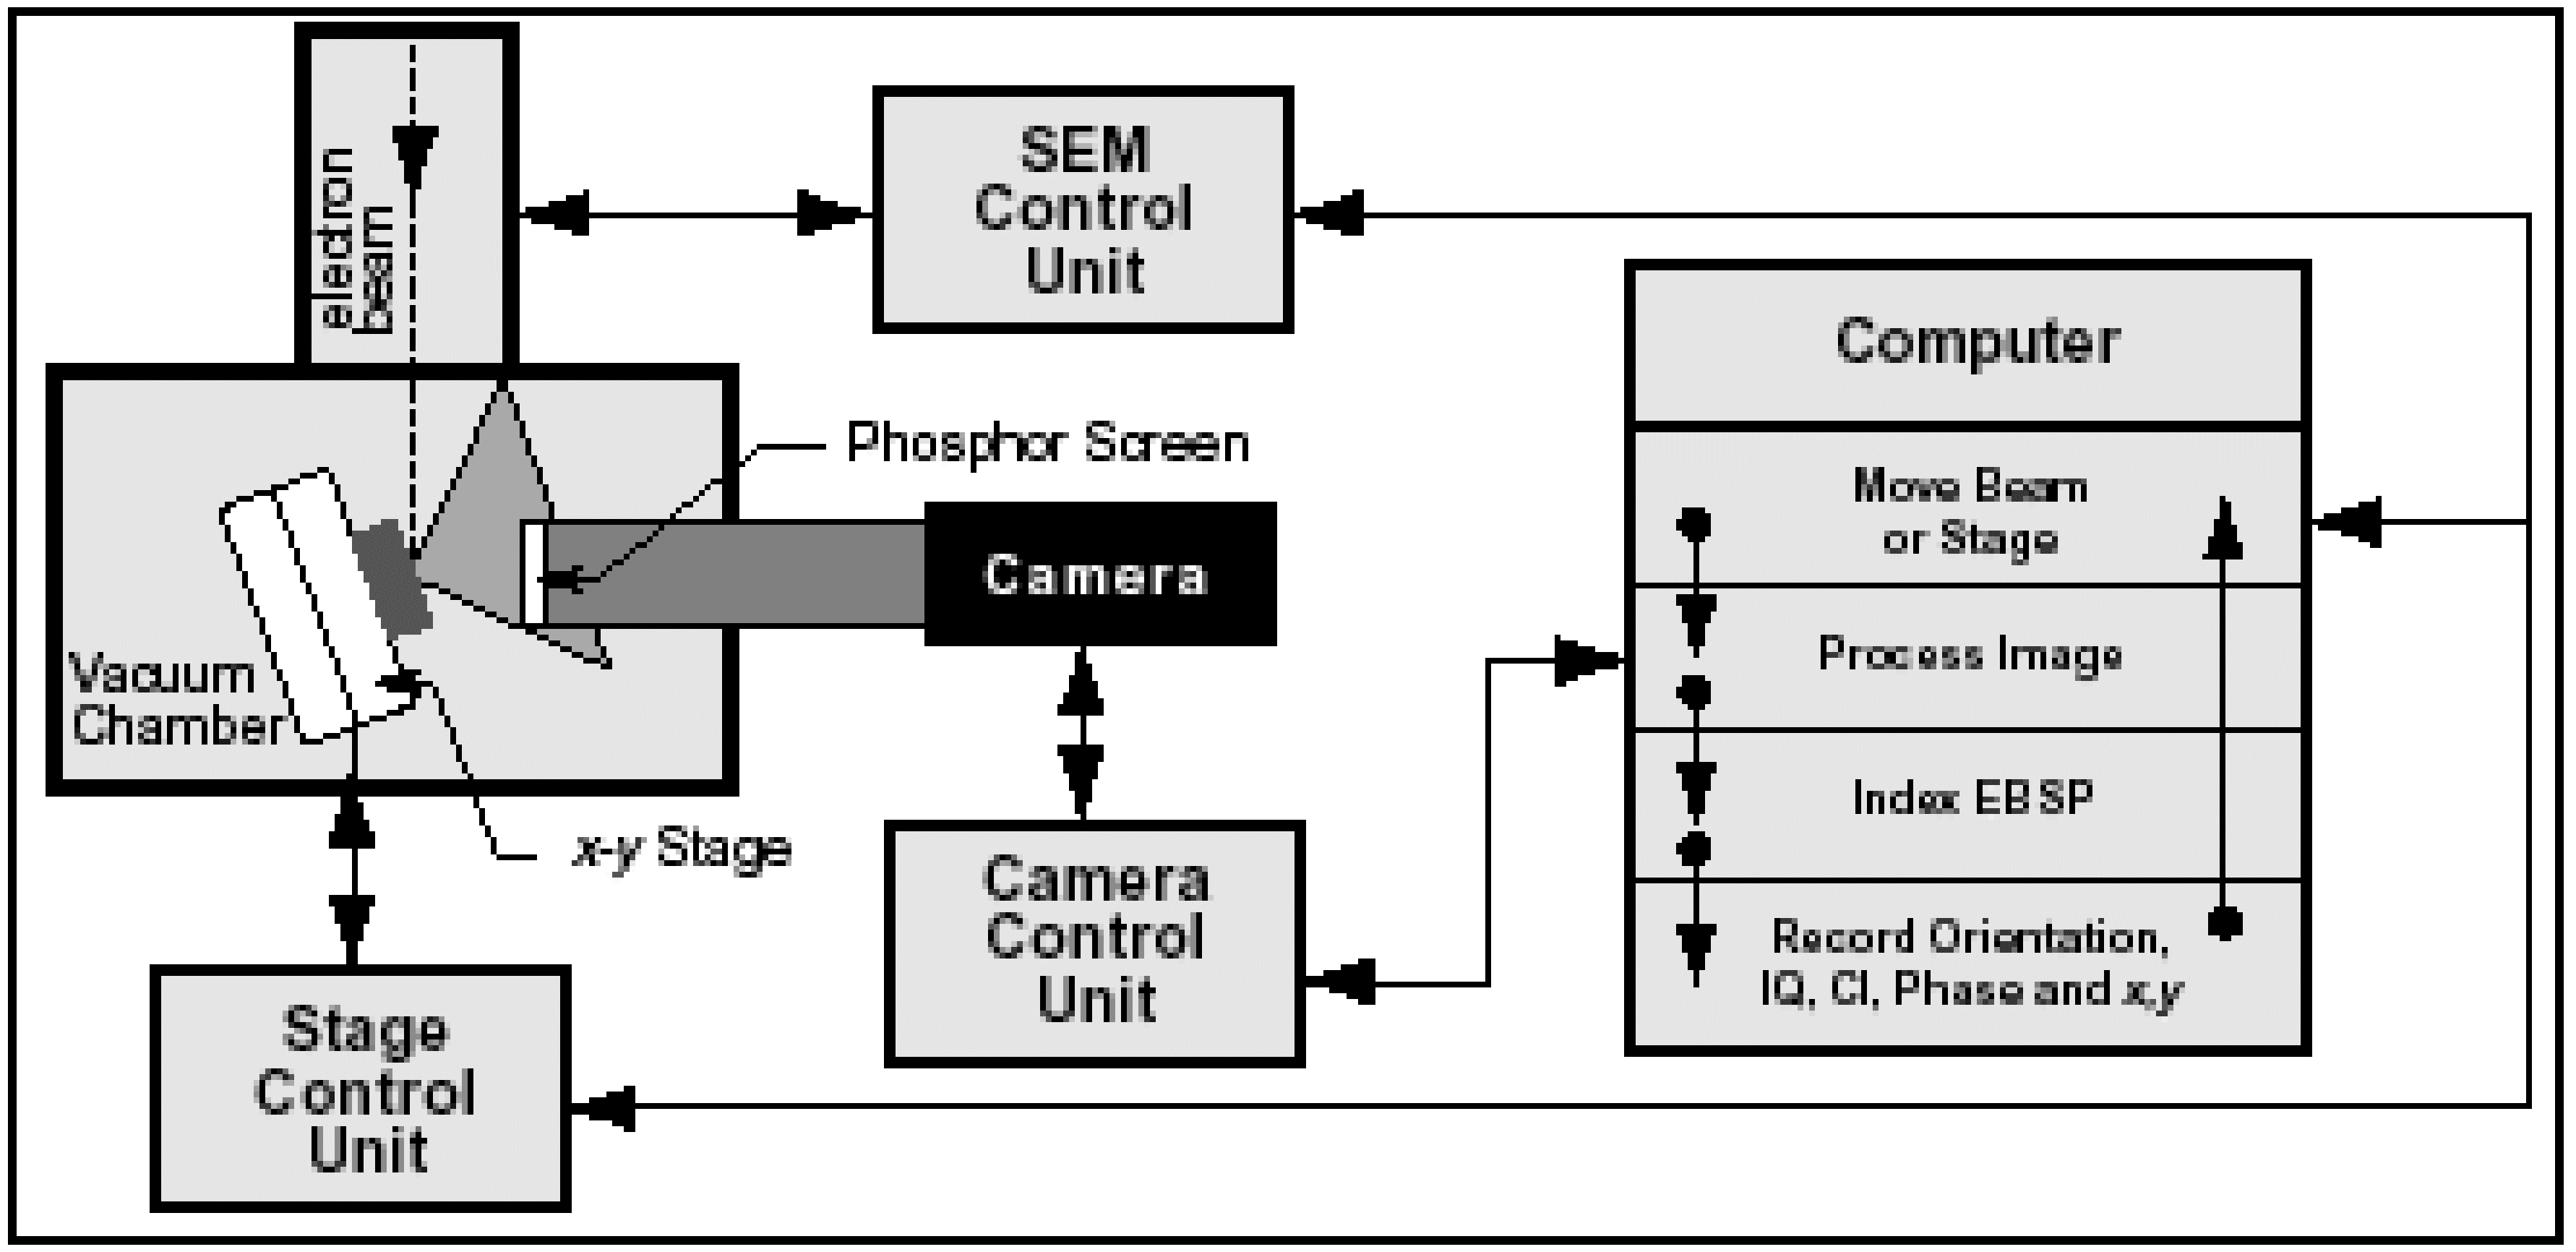 electron
beam
SEM
Control
Unit
Computer
Phosphor Screen
Move Beam
or Stage
Camera
Process Image
Vacuum
Chamber
Index EBSP
x-y Stage
Camera
Control
Unit
Record Orientation,
IQ, CI, Phase and x,y
Stage
Control
Unit